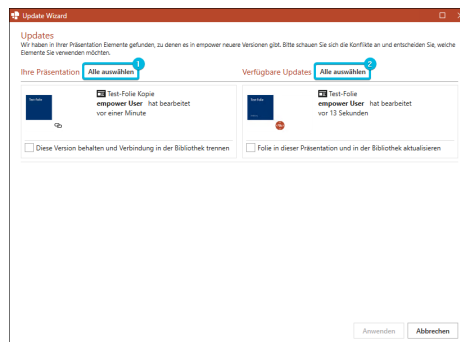 Update Wizard
Updates
Wir haben in Ihrer Präsentation Elemente gefunden, zu denen es in empower neuere Versionen gibt. Bitte schauen Sie sich die Konflikte an und entscheiden Sie, welche
Elemente Sie verwenden möchten.
1
2
Ihre Präsentation Alle auswählen
Verfügbare Updates Alle auswählen
Test-Folie
Test-Folie Kopie
empower User hat bearbeitet
vor einer Minute
Diese Version behalten und Verbindung in der Bibliothek trennen
Test-Folie
Test-Folie
empower User hat bearbeitet
vor 13 Sekunden
Folie in dieser Präsentation und in der Bibliothek aktualisieren
Anwenden
Abbrechen